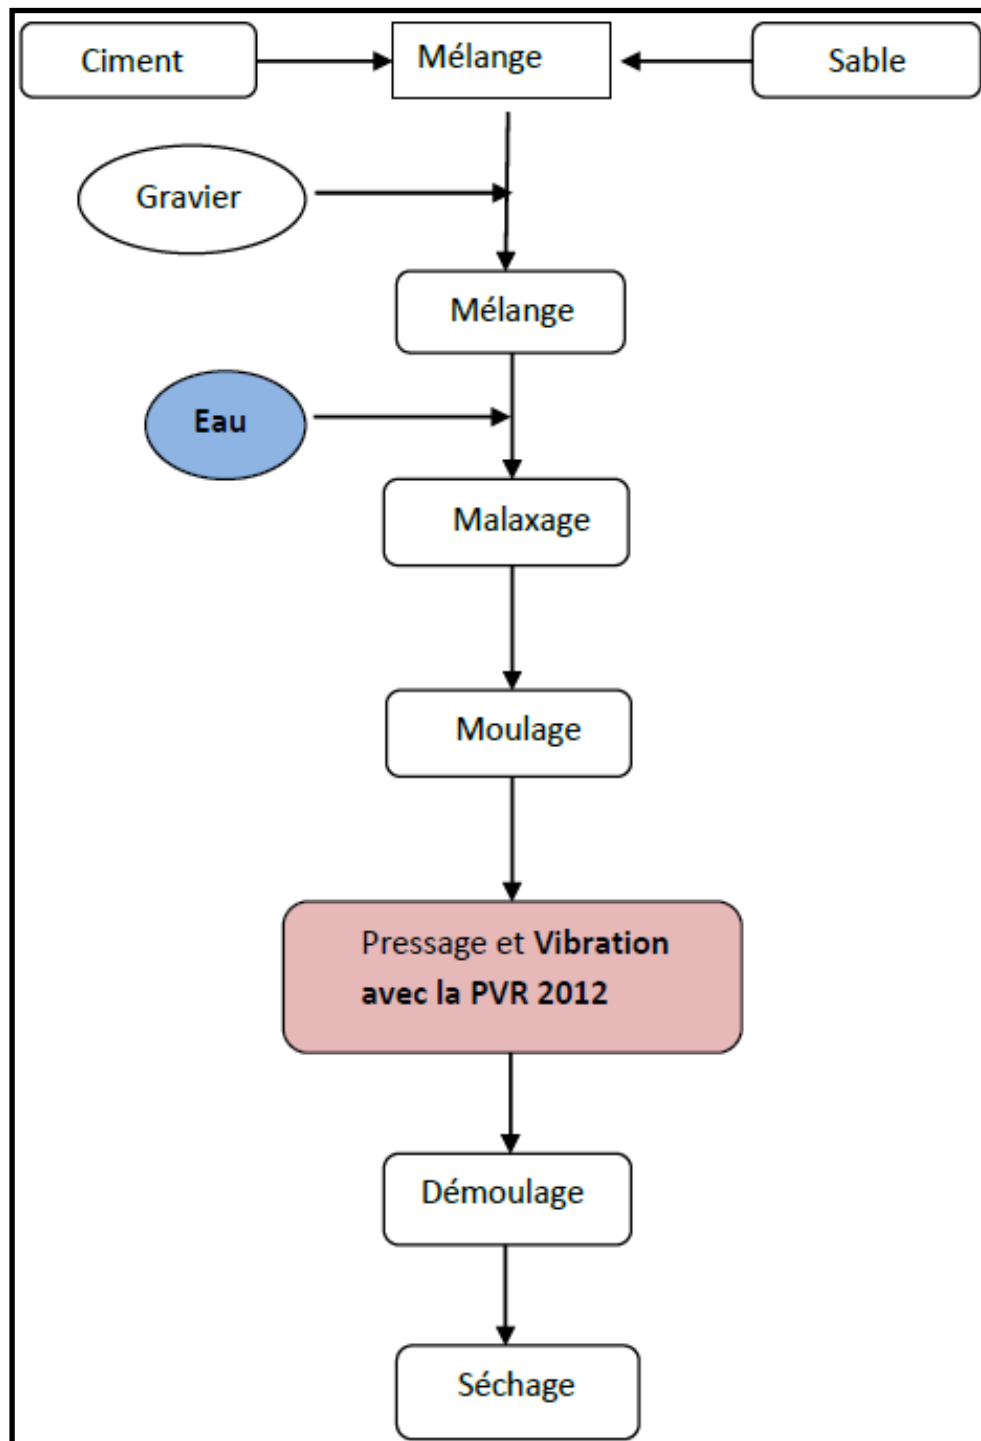 Ciment
Mélange
Sable
Gravier
Mélange
Eau
Malaxage
Moulage
Pressage et Vibration
avec la PVR 2012
Démoulage
Séchage